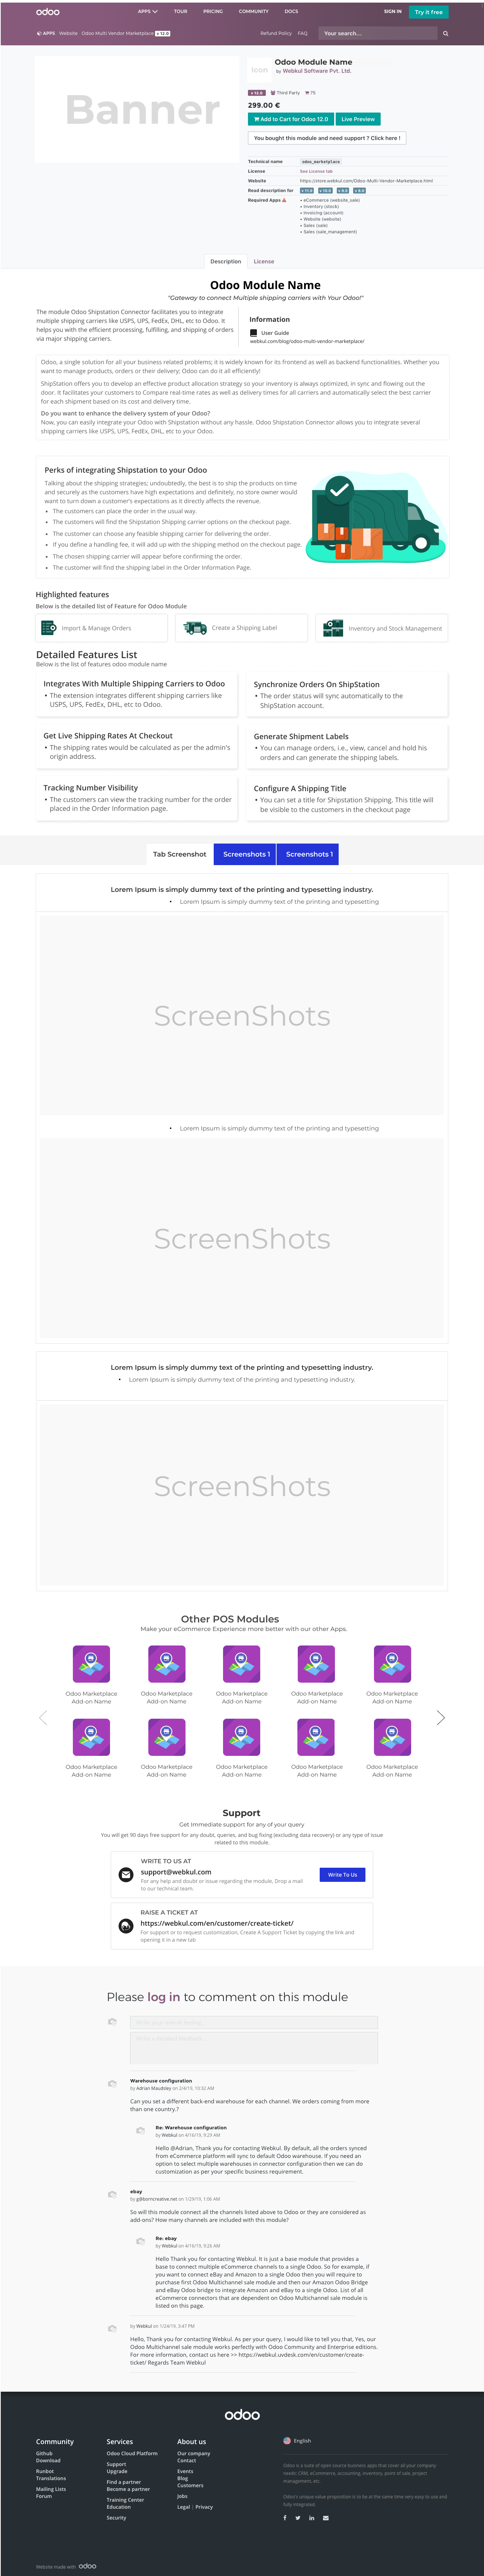 odoo
APPS TOUR PRICING COMMUNITY DOCS SIGN IN Try it free
APPS Website Odoo Multi Vendor Marketplace v 12.0 Refund Policy FAQ Your search...
Banner
Icon
Odoo Module Name
by Webkul Software Pvt. Ltd.
v 12.0 Third Party 75
299.00 €
Add to Cart for Odoo 12.0 Live Preview
You bought this module and need support ? Click here !
Technical name odoo_marketplace
License See License tab
Website https://store.webkul.com/Odoo-Multi-Vendor-Marketplace.html
Read description for v 11.0 v 10.0 v 9.0 v 8.0
Required Apps • eCommerce (website_sale)
• Inventory (stock)
• Invoicing (account)
• Website (website)
• Sales (sale)
• Sales (sale_management)
Description License
Odoo Module Name
"Gateway to connect Multiple shipping carriers with Your Odoo!"
The module Odoo Shipstation Connector facilitates you to integrate
multiple shipping carriers like USPS, UPS, FedEx, DHL, etc to Odoo. It
helps you with the efficient processing, fulfilling, and shipping of orders
via major shipping carriers.
Information
User Guide
webkul.com/blog/odoo-multi-vendor-marketplace/
Odoo, a single solution for all your business related problems; it is widely known for its frontend as well as backend functionalities. Whether you
want to manage products, orders or their delivery; Odoo can do it all efficiently!
ShipStation offers you to develop an effective product allocation strategy so your inventory is always optimized, in sync and flowing out the
door. It facilitates your customers to Compare real-time rates as well as delivery times for all carriers and automatically select the best carrier
for each shipment based on its cost and delivery time.
Do you want to enhance the delivery system of your Odoo?
Now, you can easily integrate your Odoo with Shipstation without any hassle. Odoo Shipstation Connector allows you to integrate several
shipping carriers like USPS, UPS, FedEx, DHL, etc to your Odoo.
Perks of integrating Shipstation to your Odoo
Talking about the shipping strategies; undoubtedly, the best is to ship the products on time
and securely as the customers have high expectations and definitely, no store owner would
want to turn down a customer's expectations as it directly affects the revenue.
• The customers can place the order in the usual way.
• The customers will find the Shipstation Shipping carrier options on the checkout page.
• The customer can choose any feasible shipping carrier for delivering the order.
• If you define a handling fee, it will add up with the shipping method on the checkout page.
• The chosen shipping carrier will appear before confirming the order.
• The customer will find the shipping label in the Order Information Page.
Highlighted features
Below is the detailed list of Feature for Odoo Module
Import & Manage Orders
Create a Shipping Label
Inventory and Stock Management
Detailed Features List
Below is the list of features odoo module name
Integrates With Multiple Shipping Carriers to Odoo
• The extension integrates different shipping carriers like
USPS, UPS, FedEx, DHL, etc to Odoo.
Synchronize Orders On ShipStation
• The order status will sync automatically to the
ShipStation account.
Get Live Shipping Rates At Checkout
• The shipping rates would be calculated as per the admin's
origin address.
Generate Shipment Labels
• You can manage orders, i.e., view, cancel and hold his
orders and can generate the shipping labels.
Tracking Number Visibility
• The customers can view the tracking number for the order
placed in the Order Information page.
Configure A Shipping Title
• You can set a title for Shipstation Shipping. This title will
be visible to the customers in the checkout page
Tab Screenshot Screenshots 1 Screenshots 1
Lorem Ipsum is simply dummy text of the printing and typesetting industry.
• Lorem Ipsum is simply dummy text of the printing and typesetting
ScreenShots
• Lorem Ipsum is simply dummy text of the printing and typesetting
ScreenShots
Lorem Ipsum is simply dummy text of the printing and typesetting industry.
• Lorem Ipsum is simply dummy text of the printing and typesetting industry.
ScreenShots
Other POS Modules
Make your eCommerce Experience more better with our other Apps.
Odoo Marketplace Odoo Marketplace Odoo Marketplace Odoo Marketplace Odoo Marketplace
Add-on Name Add-on Name Add-on Name Add-on Name Add-on Name
Odoo Marketplace Odoo Marketplace Odoo Marketplace Odoo Marketplace Odoo Marketplace
Add-on Name Add-on Name Add-on Name Add-on Name Add-on Name
Support
Get Immediate support for any of your query
You will get 90 days free support for any doubt, queries, and bug fixing (excluding data recovery) or any type of issue
related to this module.
WRITE TO US AT
support@webkul.com
For any help and doubts or issue regarding the module, Drop a mail
to our technical team.
Write To Us
RAISE A TICKET AT
https://webkul.com/en/customer/create-ticket/
For support or to request customization, Create A Support Ticket by copying the link and
opening it in a new tab
Please log in to comment on this module
Warehouse configuration
by Adrian Maudsley on 2/4/19, 10:32 AM
Can you set a different back-end warehouse for each channel. We orders coming from more
than one country.?
Re: Warehouse configuration
by Webkul on 4/16/19, 9:29 AM
Hello @Adrian, Thank you for contacting Webkul. By default, all the orders synced
from eCommerce platform will sync to default Odoo warehouse. If you need an
option to select multiple warehouses in connector configuration then we can do
customization as per your specific business requirement.
ebay
by g@borncreative.net on 1/29/19, 1:06 AM
So will this module connect all the channels listed above to Odoo or they are considered as
add-ons? How many channels are included with this module?
Re: ebay
by Webkul on 4/16/19, 9:26 AM
Hello Thank you for contacting Webkul. It is just a base module that provides a
base to connect multiple eCommerce channels to a single Odoo. So for example, if
you want to connect eBay and Amazon to a single Odoo then you will require to
purchase first Odoo Multichannel sale module and then our Amazon Odoo Bridge
and eBay Odoo bridge to integrate Amazon and eBay to a single Odoo. List of all
eCommerce connectors that are dependent on Odoo Multichannel sale module is
listed on this page.
by Webkul on 1/24/19, 3:47 PM
Hello, Thank you for contacting Webkul. As per your query, I would like to tell you that, Yes, our
Odoo Multichannel sale module works perfectly with Odoo Community and Enterprise editions.
For more information, contact us here >> https://webkul.uvdesk.com/en/customer/create-
ticket/ Regards Team Webkul
odoo
Community
Github
Download
Runbot
Translations
Mailing Lists
Forum
Services
Odoo Cloud Platform
Support
Upgrade
Find a partner
Become a partner
Training Center
Education
Security
About us
Our company
Contact
Events
Blog
Customers
Jobs
Legal | Privacy
English
Odoo is a suite of open source business apps that cover all your company
needs: CRM, eCommerce, accounting, inventory, point of sale, project
management, etc.
Odoo's unique value proposition is to be at the same time very easy to use and
fully integrated.
Website made with odoo